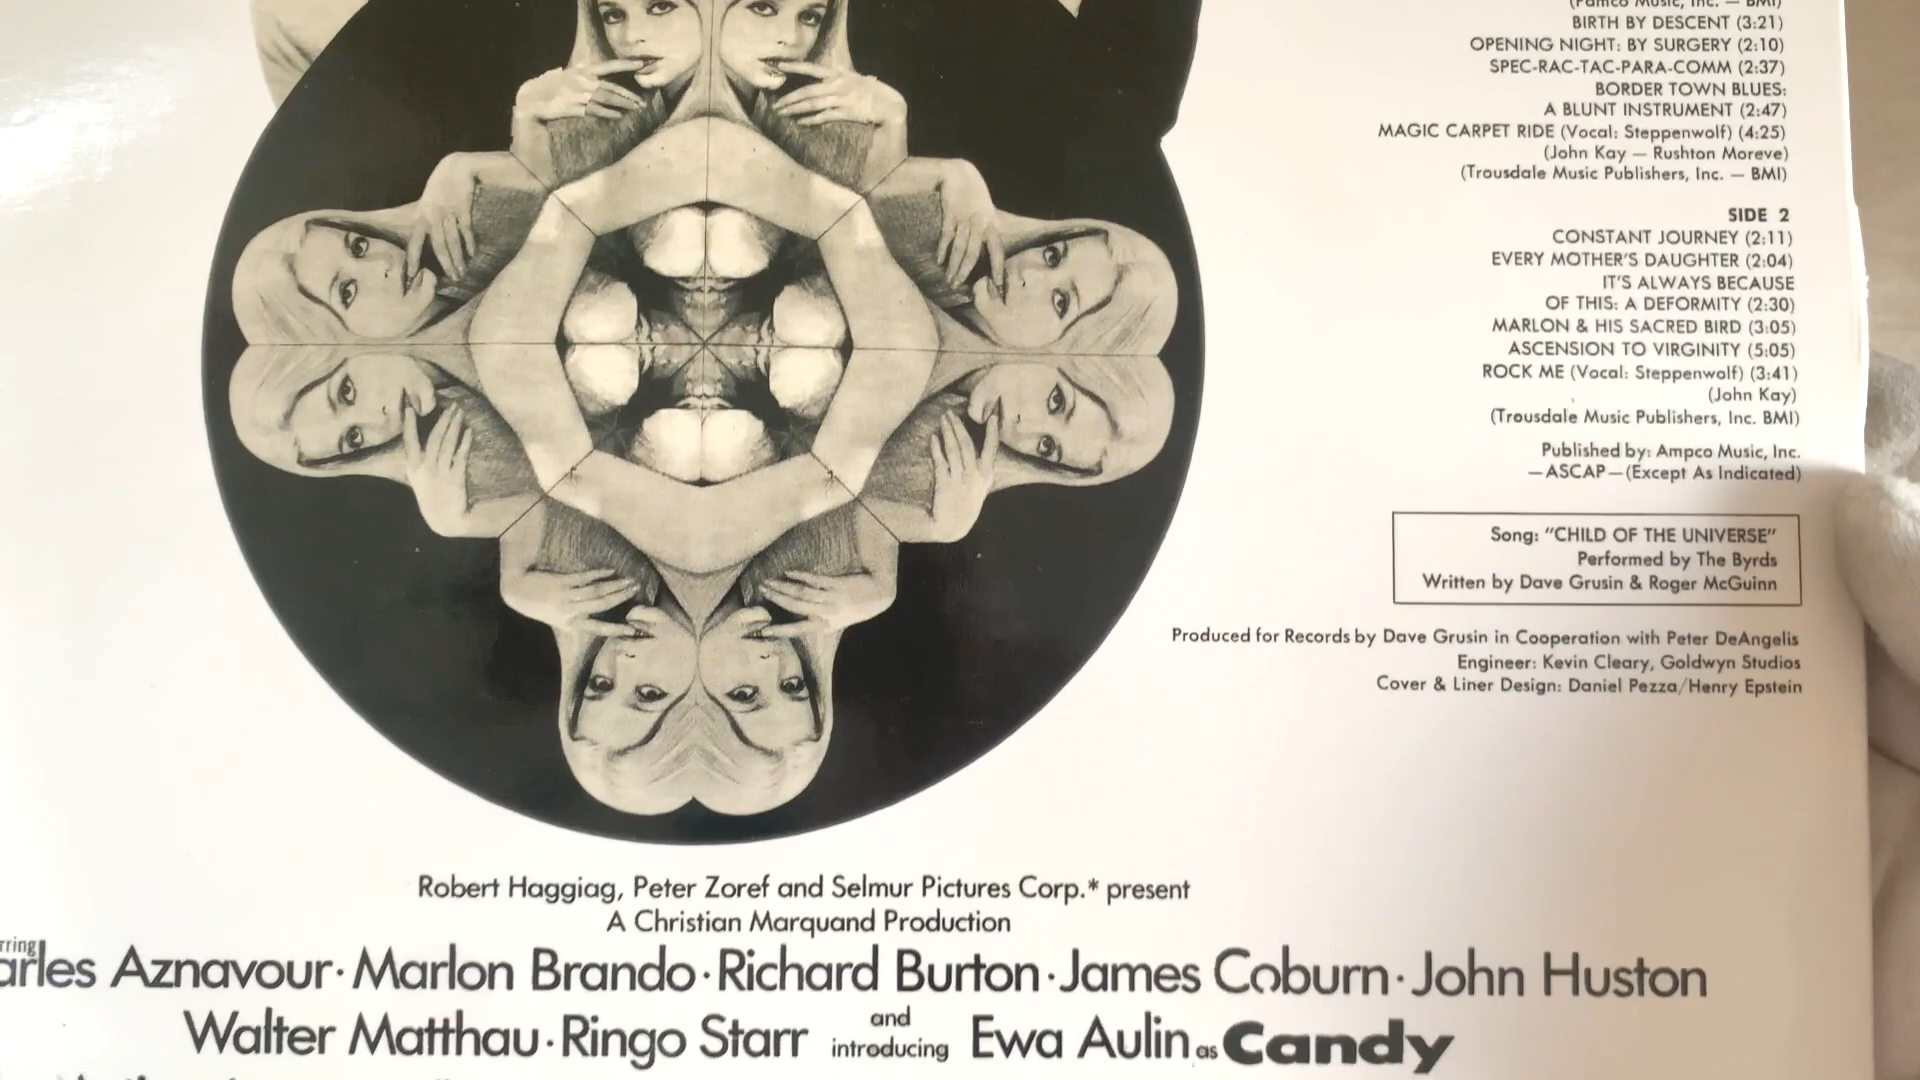 (Pamco Music, Inc. — BMI)
BIRTH BY DESCENT (3:21)
OPENING NIGHT: BY SURGERY (2:10)
SPEC-RAC-TAC-PARA-COMM (2:37)
BORDER TOWN BLUES:
A BLUNT INSTRUMENT (2:47)
MAGIC CARPET RIDE (Vocal: Steppenwolf) (4:25)
(John Kay — Rushton Moreve)
(Trousdale Music Publishers, Inc. — BMI)
SIDE 2
CONSTANT JOURNEY (2:11)
EVERY MOTHER'S DAUGHTER (2:04)
IT'S ALWAYS BECAUSE
OF THIS: A DEFORMITY (2:30)
MARLON & HIS SACRED BIRD (3:05)
ASCENSION TO VIRGINITY (5:05)
ROCK ME (Vocal: Steppenwolf) (3:41)
(John Kay)
(Trousdale Music Publishers, Inc. BMI)
Published by: Ampco Music, Inc.
—ASCAP—(Except As Indicated)
Song: "CHILD OF THE UNIVERSE"
Performed by The Byrds
Written by Dave Grusin & Roger McGuinn
Produced for Records by Dave Grusin in Cooperation with Peter DeAngelis
Engineer: Kevin Cleary, Goldwyn Studios
Cover & Liner Design: Daniel Pezza/Henry Epstein
Robert Haggiag, Peter Zoref and Selmur Pictures Corp.* present
A Christian Marquand Production
rring
arles Aznavour · Marlon Brando · Richard Burton · James Coburn · John Huston
Walter Matthau · Ringo Starr and introducing Ewa Aulin as Candy